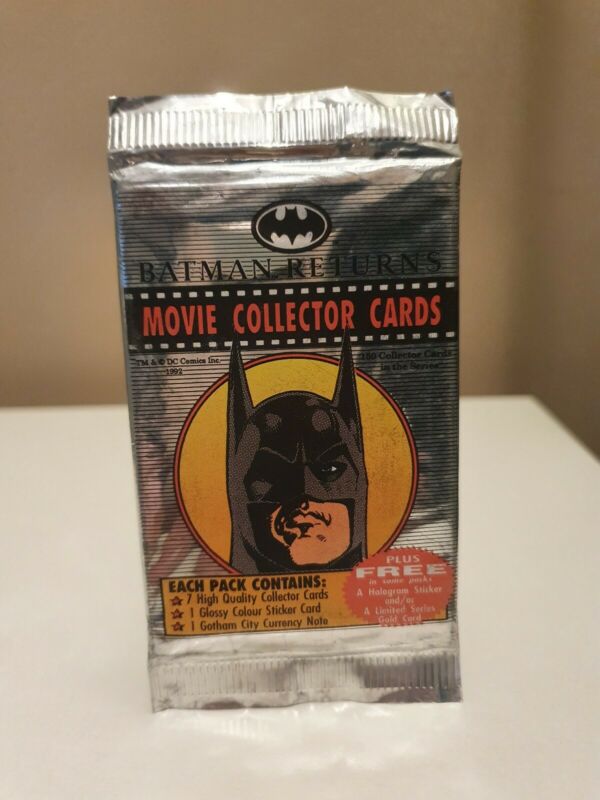 BATMAN RETURNS
MOVIE COLLECTOR CARDS
TM & © DC Comics Inc.
1992
150 Collector Cards
in the Series
EACH PACK CONTAINS:
7 High Quality Collector Cards
1 Glossy Colour Sticker Card
1 Gotham City Currency Note
PLUS
FREE
in some packs
A Hologram Sticker
and/or
A Limited Series
Gold Card